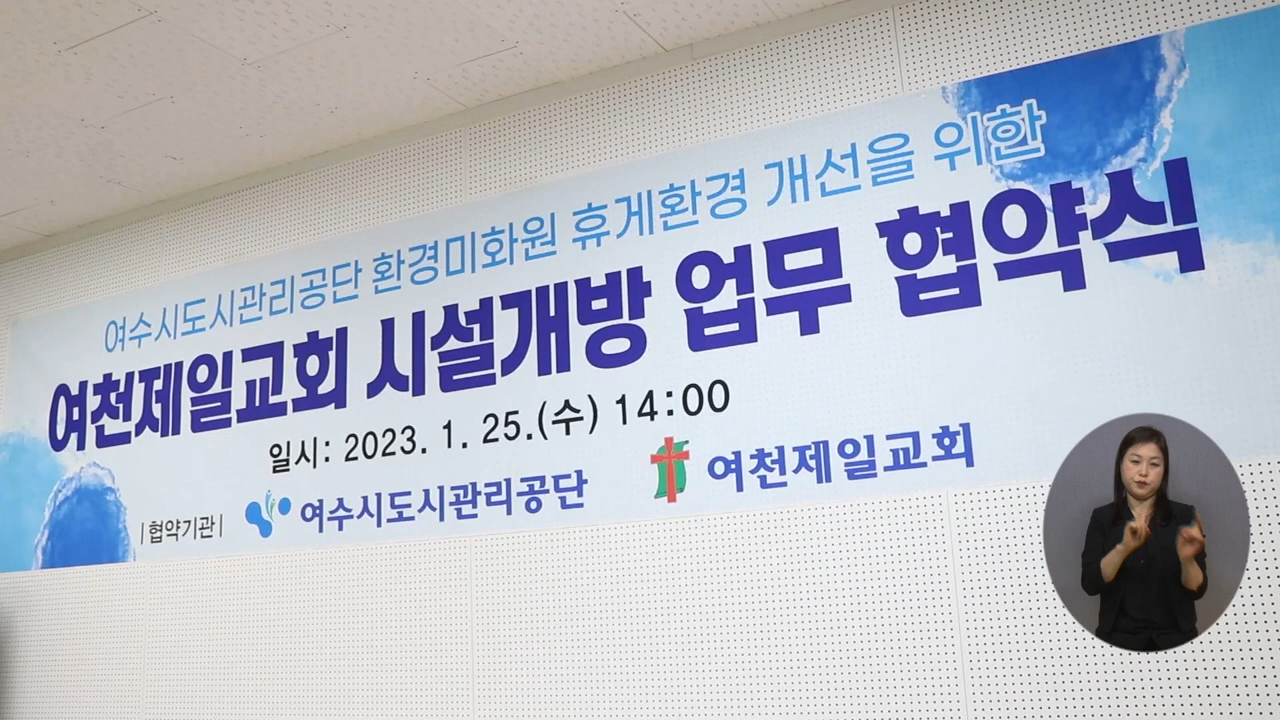 여수시도시관리공단 환경미화원 휴게환경 개선을 위한
여천제일교회 시설개방 업무 협약식
일시: 2023. 1. 25.(수) 14:00
|협약기관| 여수시도시관리공단 여천제일교회